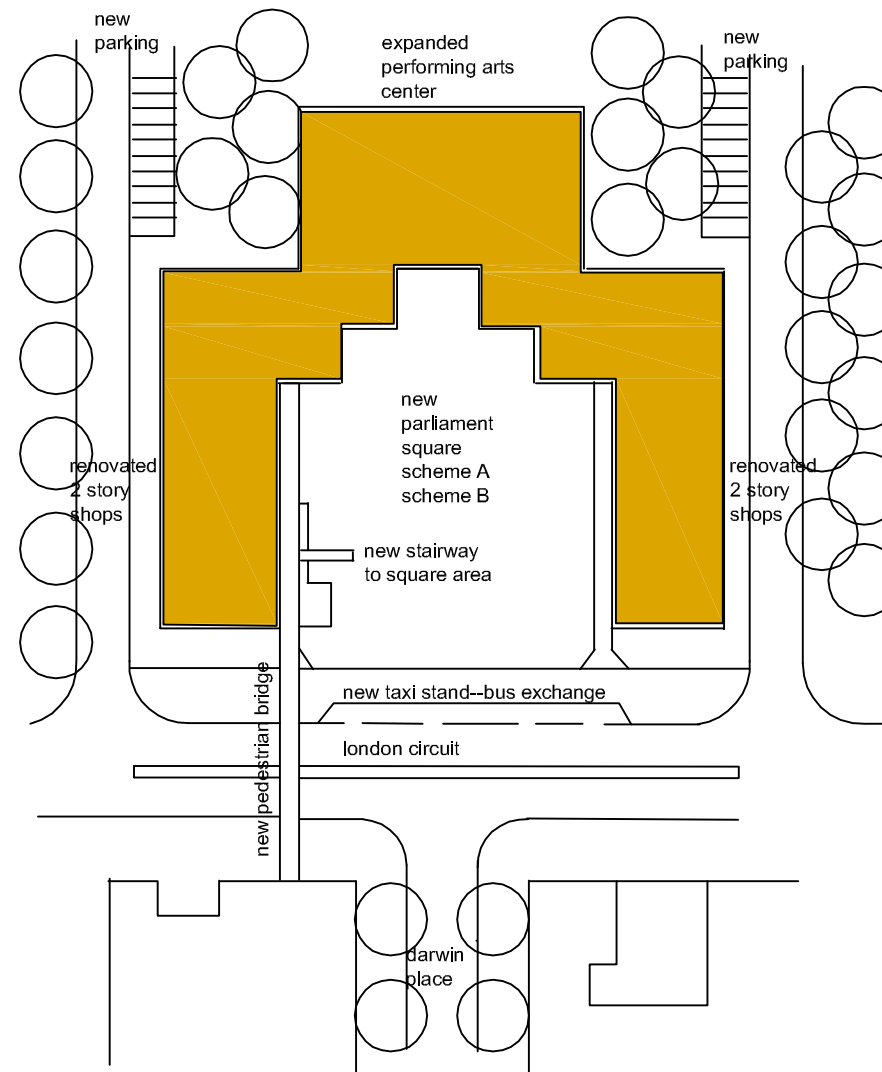 new
parking
expanded
performing arts
center
new
parking
new
parliament
square
scheme A
scheme B
renovated
2 story
shops
renovated
2 story
shops
new stairway
to square area
new pedestrian bridge
new taxi stand--bus exchange
london circuit
darwin
place